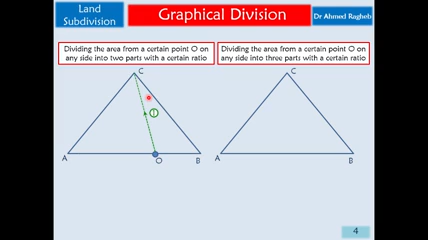 Land
Subdivision
Graphical Division
Dr Ahmed Ragheb
Dividing the area from a certain point O on
any side into two parts with a certain ratio
Dividing the area from a certain point O on
any side into three parts with a certain ratio
C
1
A
O
B
C
A
B
4